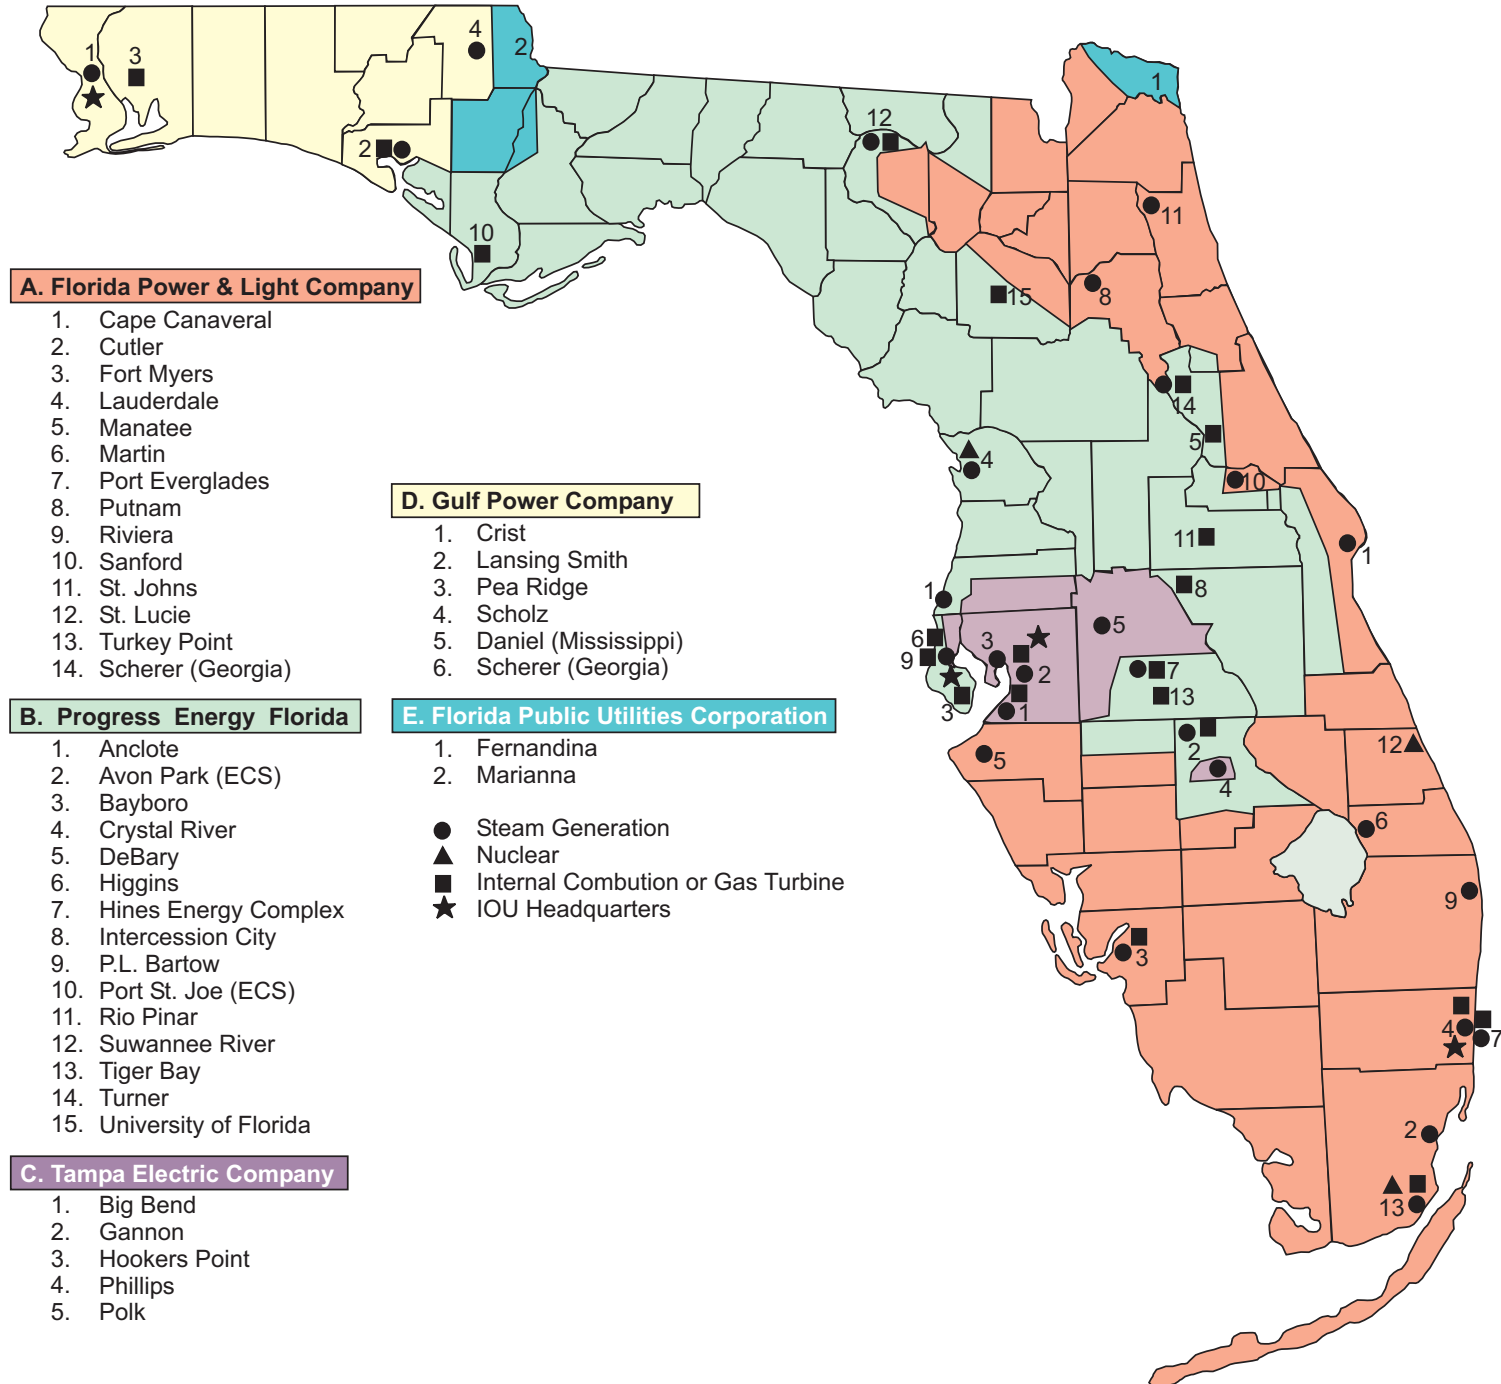 4
2
1
3
1
12
2
11
10
A. Florida Power & Light Company
1. Cape Canaveral
2. Cutler
3. Fort Myers
4. Lauderdale
5. Manatee
6. Martin
7. Port Everglades
8. Putnam
9. Riviera
10. Sanford
11. St. Johns
12. St. Lucie
13. Turkey Point
14. Scherer (Georgia)
B. Progress Energy Florida
1. Anclote
2. Avon Park (ECS)
3. Bayboro
4. Crystal River
5. DeBary
6. Higgins
7. Hines Energy Complex
8. Intercession City
9. P.L. Bartow
10. Port St. Joe (ECS)
11. Rio Pinar
12. Suwannee River
13. Tiger Bay
14. Turner
15. University of Florida
C. Tampa Electric Company
1. Big Bend
2. Gannon
3. Hookers Point
4. Phillips
5. Polk
D. Gulf Power Company
1. Crist
2. Lansing Smith
3. Pea Ridge
4. Scholz
5. Daniel (Mississippi)
6. Scherer (Georgia)
E. Florida Public Utilities Corporation
1. Fernandina
2. Marianna
Steam Generation
Nuclear
Internal Combution or Gas Turbine
IOU Headquarters
15
8
14
5
4
10
11
1
1
8
5
6
3
9
2
7
13
3
1
2
12
5
4
6
9
3
4
7
2
13